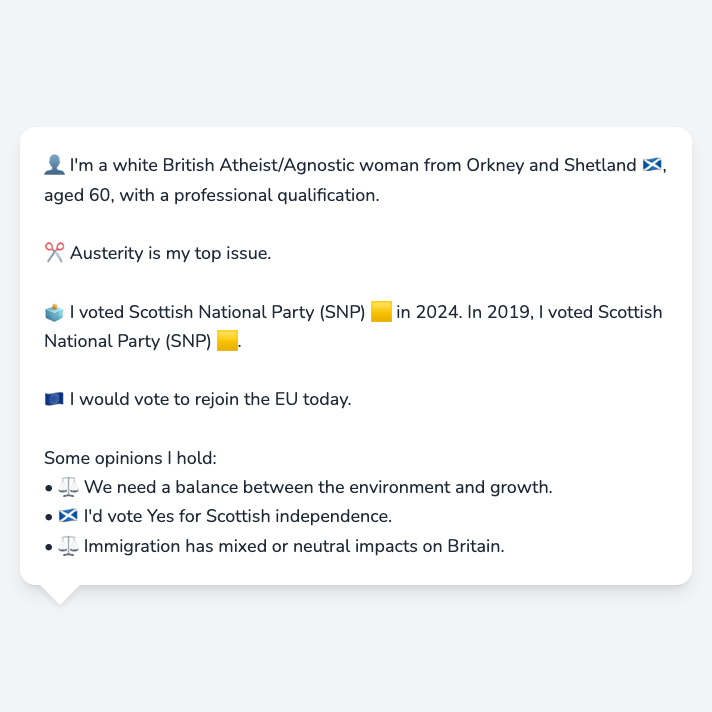 👤 I'm a white British Atheist/Agnostic woman from Orkney and Shetland 🏴󠁧󠁢󠁳󠁣󠁴󠁿,
aged 60, with a professional qualification.
✂️ Austerity is my top issue.
🗳️ I voted Scottish National Party (SNP) 🟨 in 2024. In 2019, I voted Scottish
National Party (SNP) 🟨.
🇪🇺 I would vote to rejoin the EU today.
Some opinions I hold:
• ⚖️ We need a balance between the environment and growth.
• 🏴󠁧󠁢󠁳󠁣󠁴󠁿 I'd vote Yes for Scottish independence.
• ⚖️ Immigration has mixed or neutral impacts on Britain.